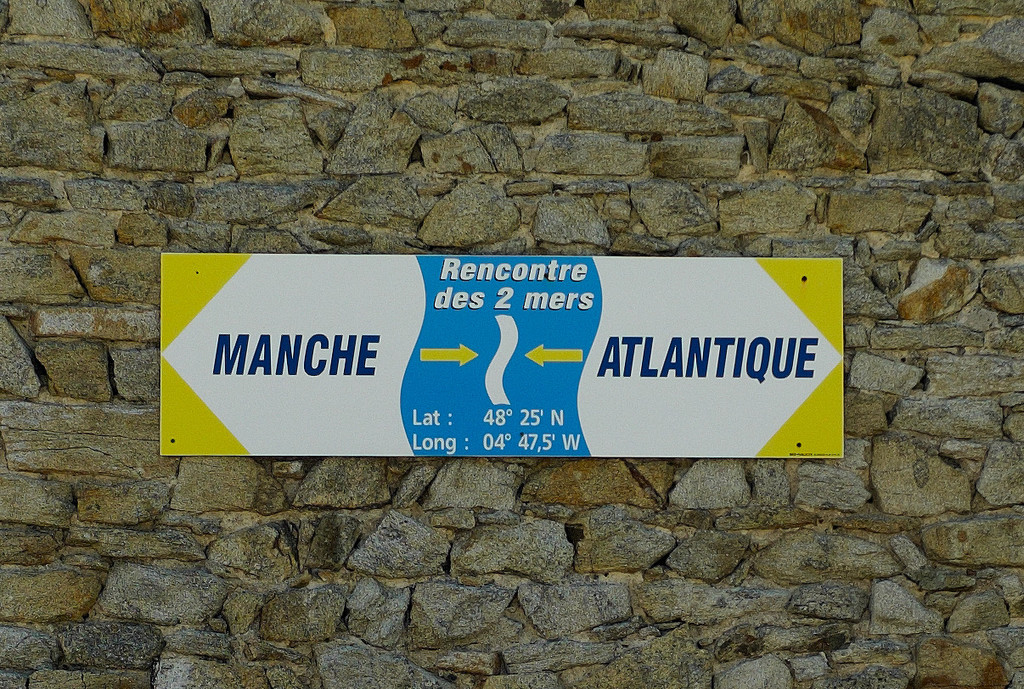 Rencontre
des 2 mers
MANCHE
ATLANTIQUE
Lat : 48° 25' N
Long : 04° 47,5' W